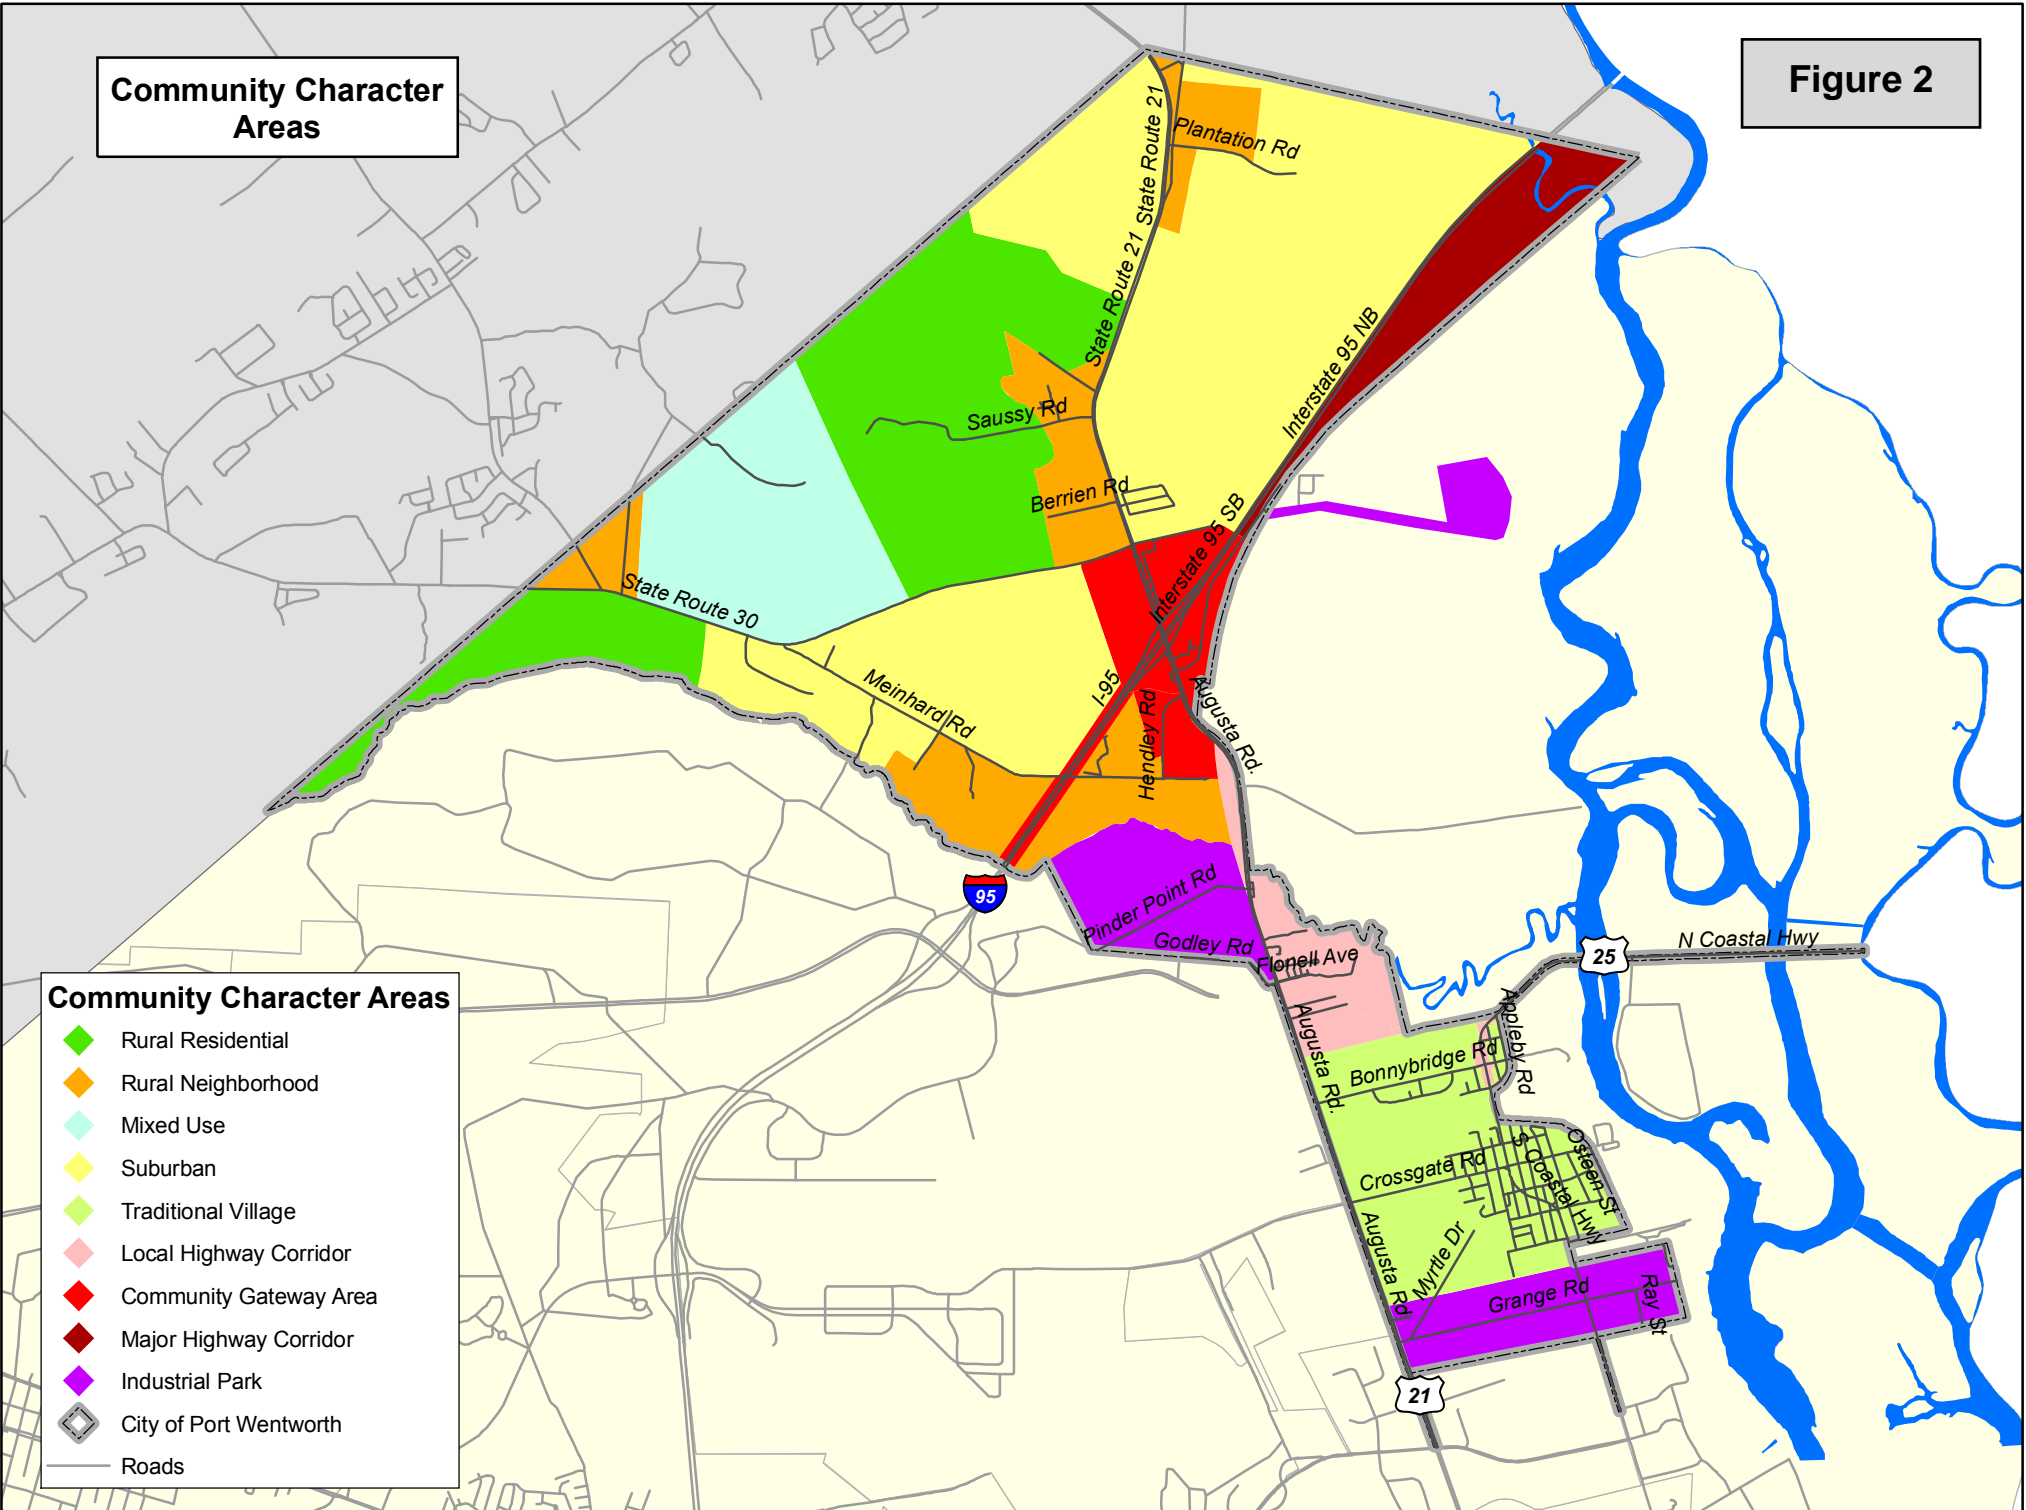 Community Character
Areas
Figure 2
State Route 21
State Route 21
State Route 21
Plantation Rd
Interstate 95 NB
Saussy Rd
Berrien Rd
Interstate 95 SB
State Route 30
Meinhard Rd
I-95
Hendley Rd
Augusta Rd.
95
Pinder Point Rd
Godley Rd
Flonell Ave
N Coastal Hwy
25
Augusta Rd.
Appleby Rd
Bonnybridge Rd
Crossgate Rd
S Coastal Hwy
Osteen St
Augusta Rd
Myrtle Dr
Grange Rd
Ray St
21
Community Character Areas
Rural Residential
Rural Neighborhood
Mixed Use
Suburban
Traditional Village
Local Highway Corridor
Community Gateway Area
Major Highway Corridor
Industrial Park
City of Port Wentworth
Roads